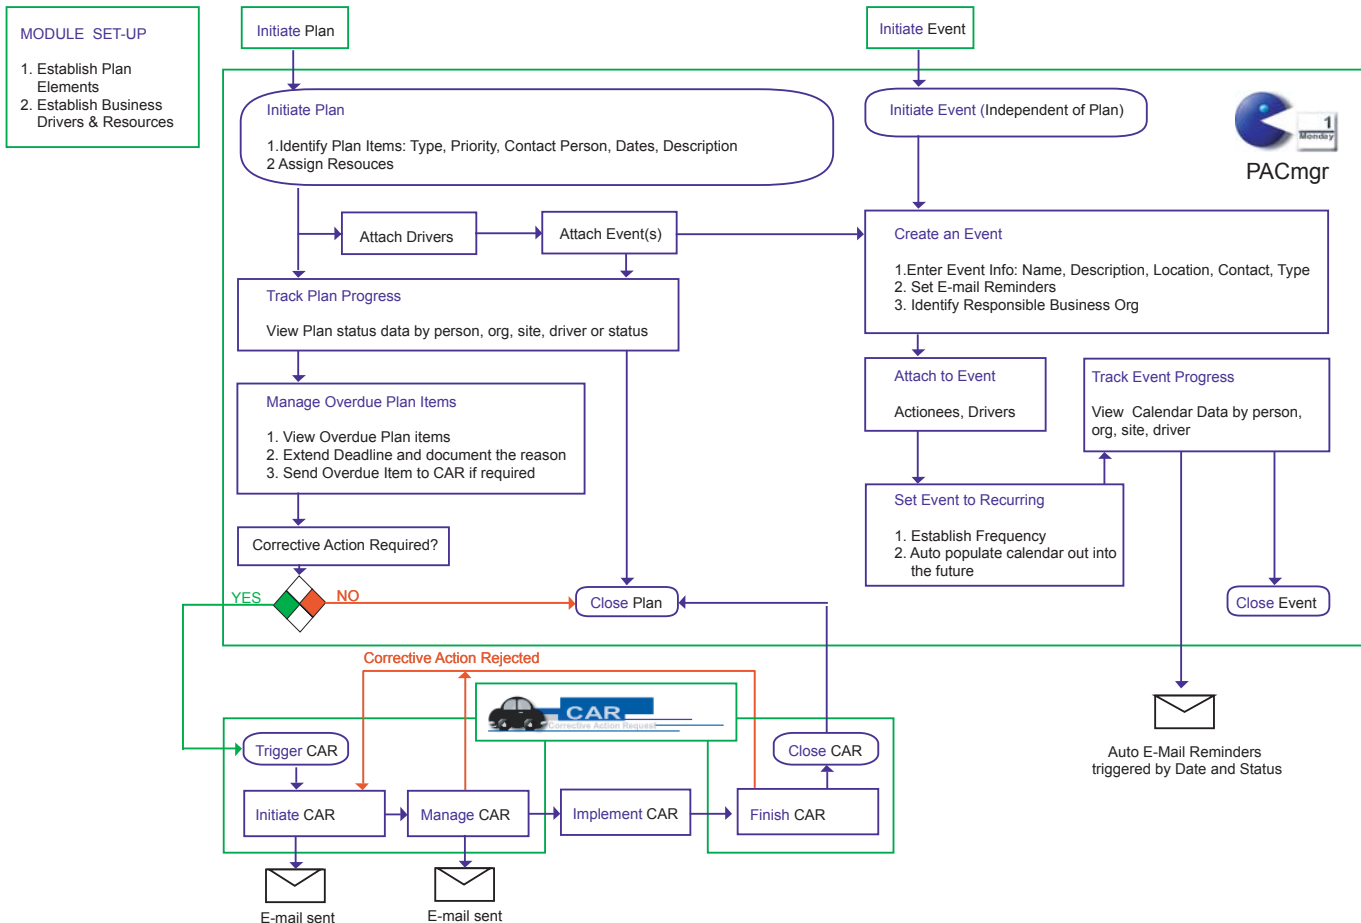 MODULE SET-UP
1. Establish Plan
Elements
2. Establish Business
Drivers & Resources
Initiate Plan
Initiate Event
Initiate Plan
1.Identify Plan Items: Type, Priority, Contact Person, Dates, Description
2 Assign Resouces
Initiate Event (Independent of Plan)
1
Monday
PACmgr
Attach Drivers
Attach Event(s)
Create an Event
1.Enter Event Info: Name, Description, Location, Contact, Type
2. Set E-mail Reminders
3. Identify Responsible Business Org
Track Plan Progress
View Plan status data by person, org, site, driver or status
Attach to Event
Actionees, Drivers
Track Event Progress
View Calendar Data by person,
org, site, driver
Manage Overdue Plan Items
1. View Overdue Plan items
2. Extend Deadline and document the reason
3. Send Overdue Item to CAR if required
Set Event to Recurring
1. Establish Frequency
2. Auto populate calendar out into
the future
Corrective Action Required?
YES
NO
Close Plan
Close Event
Corrective Action Rejected
CAR
Corrective Action Request
Trigger CAR
Close CAR
Initiate CAR
Manage CAR
Implement CAR
Finish CAR
Auto E-Mail Reminders
triggered by Date and Status
E-mail sent
E-mail sent